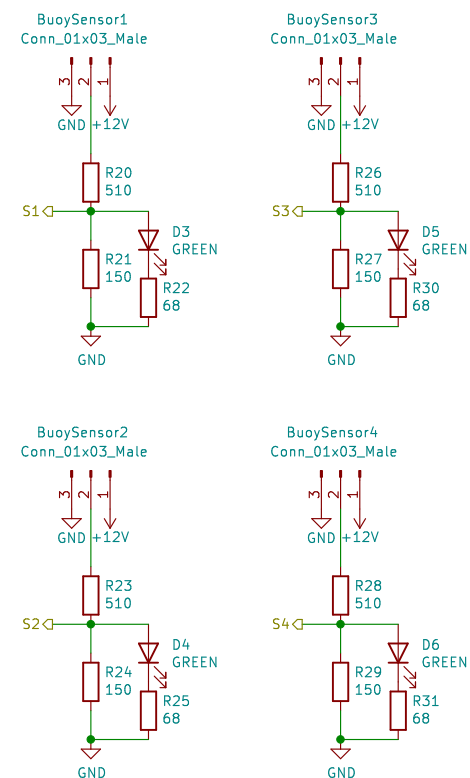 BuoySensor1
Conn_01x03_Male
3
2
1
GND
+12V
R20
510
S1
D3
GREEN
R21
150
R22
68
GND
BuoySensor3
Conn_01x03_Male
3
2
1
GND
+12V
R26
510
S3
D5
GREEN
R27
150
R30
68
GND
BuoySensor2
Conn_01x03_Male
3
2
1
GND
+12V
R23
510
S2
D4
GREEN
R24
150
R25
68
GND
BuoySensor4
Conn_01x03_Male
3
2
1
GND
+12V
R28
510
S4
D6
GREEN
R29
150
R31
68
GND